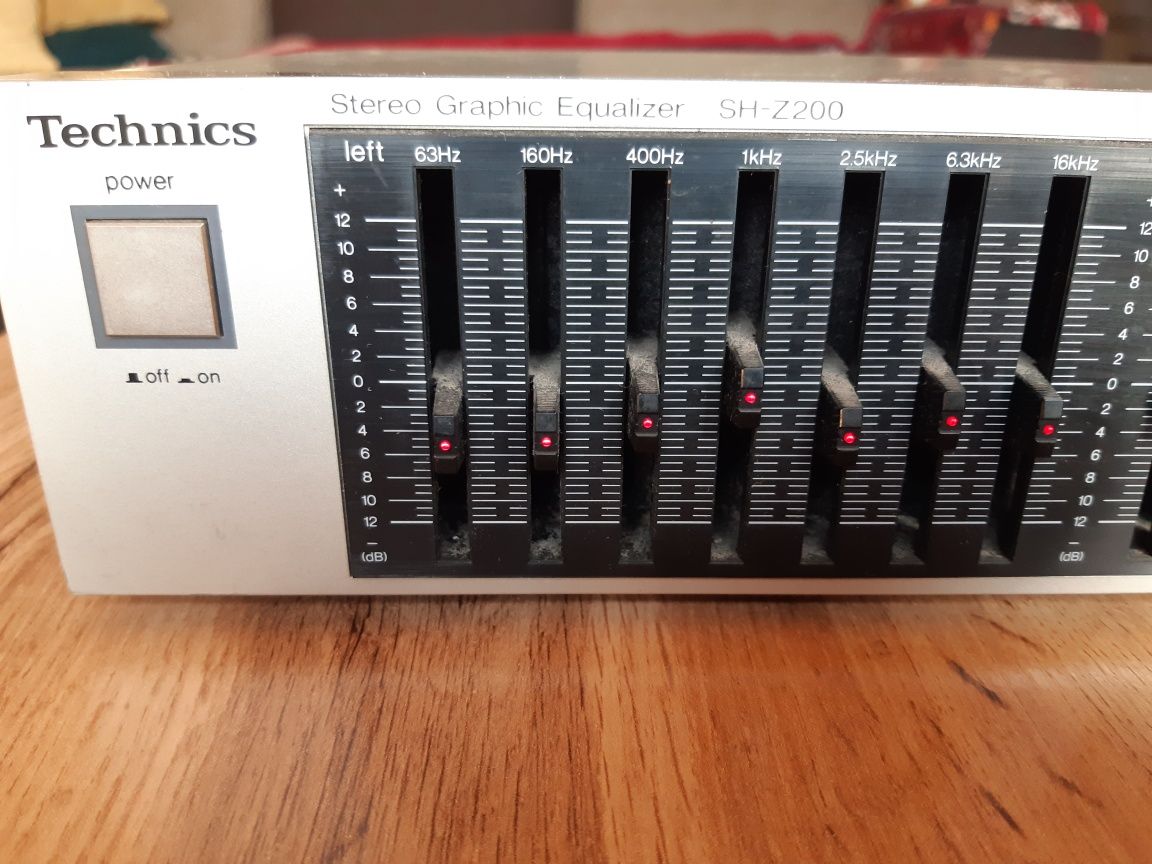 Stereo Graphic Equalizer SH-Z200
Technics
power
off on
left 63Hz 160Hz 400Hz 1kHz 2.5kHz 6.3kHz 16kHz
+ +
12 12 12
10 10
8 8
6 6
4 4
2 2
0 0
2 2
4 4
6 6
8 8
10 10
12 12
– –
(dB) (dB)